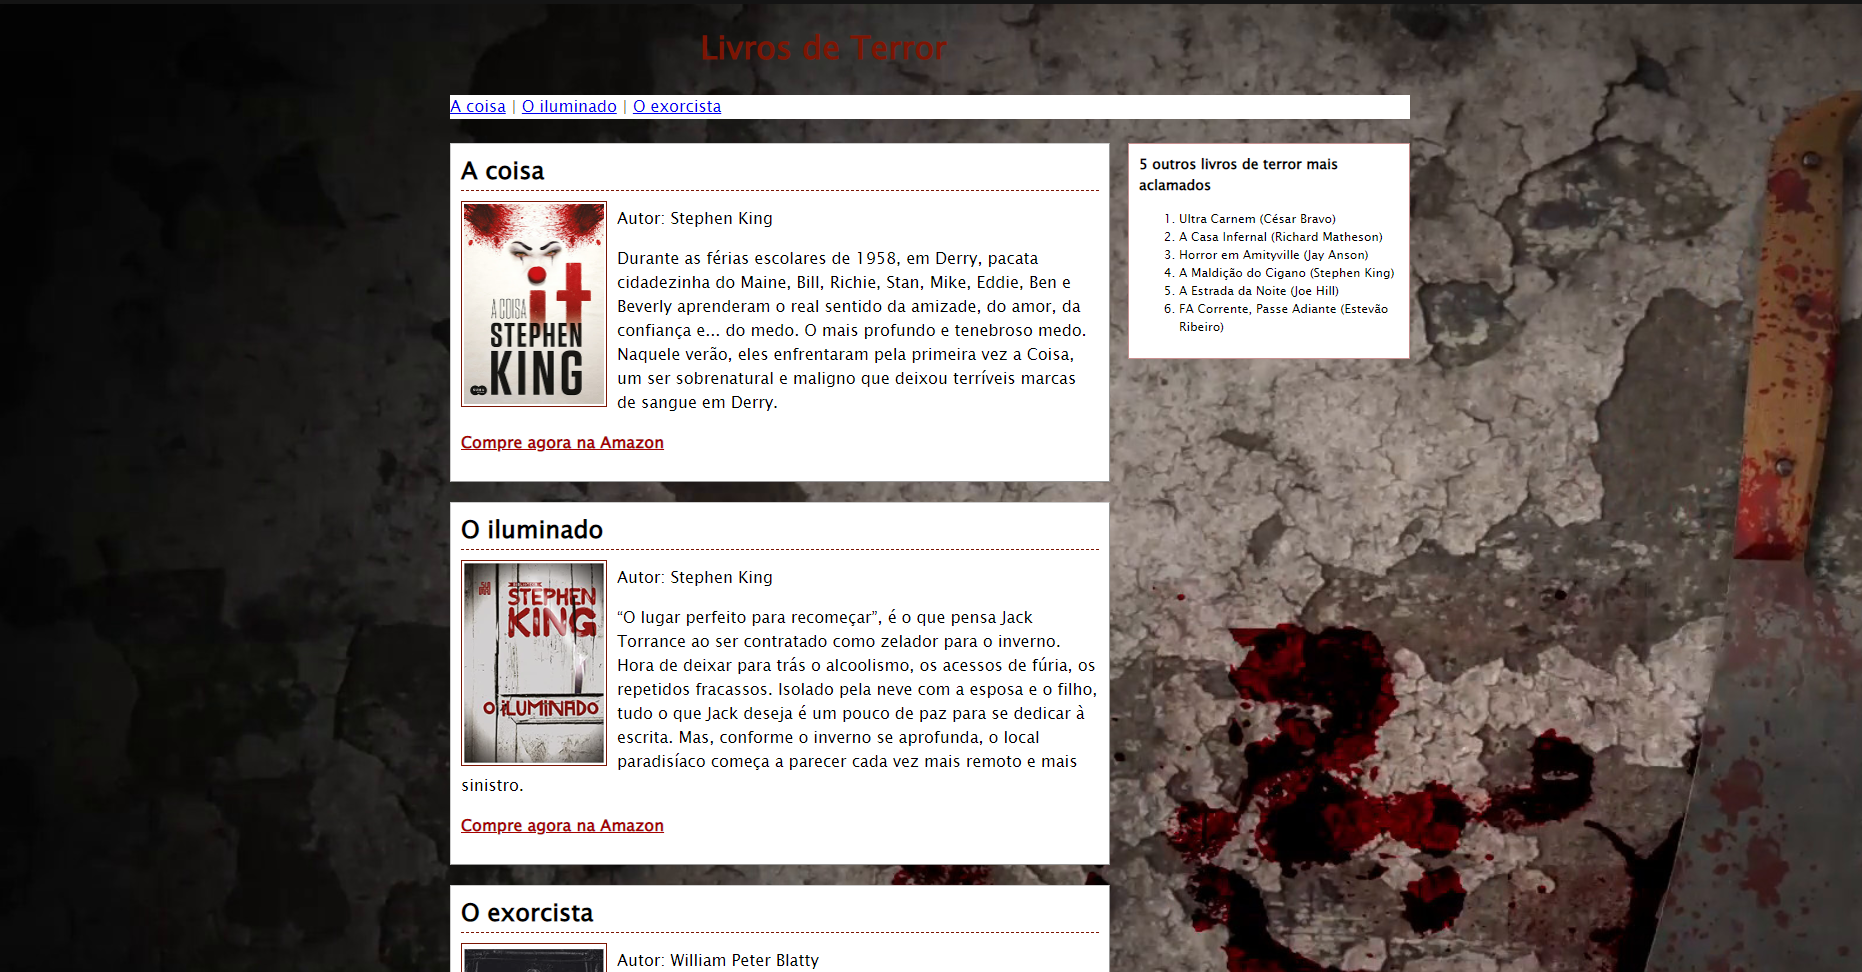 Livros de Terror
A coisa | O iluminado | O exorcista
A coisa
A COISA
it
STEPHEN
KING
Autor: Stephen King
Durante as férias escolares de 1958, em Derry, pacata
cidadezinha do Maine, Bill, Richie, Stan, Mike, Eddie, Ben e
Beverly aprenderam o real sentido da amizade, do amor, da
confiança e... do medo. O mais profundo e tenebroso medo.
Naquele verão, eles enfrentaram pela primeira vez a Coisa,
um ser sobrenatural e maligno que deixou terríveis marcas
de sangue em Derry.
Compre agora na Amazon
O iluminado
STEPHEN
KING
O iLUMiNADO
Autor: Stephen King
“O lugar perfeito para recomeçar”, é o que pensa Jack
Torrance ao ser contratado como zelador para o inverno.
Hora de deixar para trás o alcoolismo, os acessos de fúria, os
repetidos fracassos. Isolado pela neve com a esposa e o filho,
tudo o que Jack deseja é um pouco de paz para se dedicar à
escrita. Mas, conforme o inverno se aprofunda, o local
paradisíaco começa a parecer cada vez mais remoto e mais
sinistro.
Compre agora na Amazon
O exorcista
Autor: William Peter Blatty
5 outros livros de terror mais
aclamados
1. Ultra Carnem (César Bravo)
2. A Casa Infernal (Richard Matheson)
3. Horror em Amityville (Jay Anson)
4. A Maldição do Cigano (Stephen King)
5. A Estrada da Noite (Joe Hill)
6. FA Corrente, Passe Adiante (Estevão
Ribeiro)